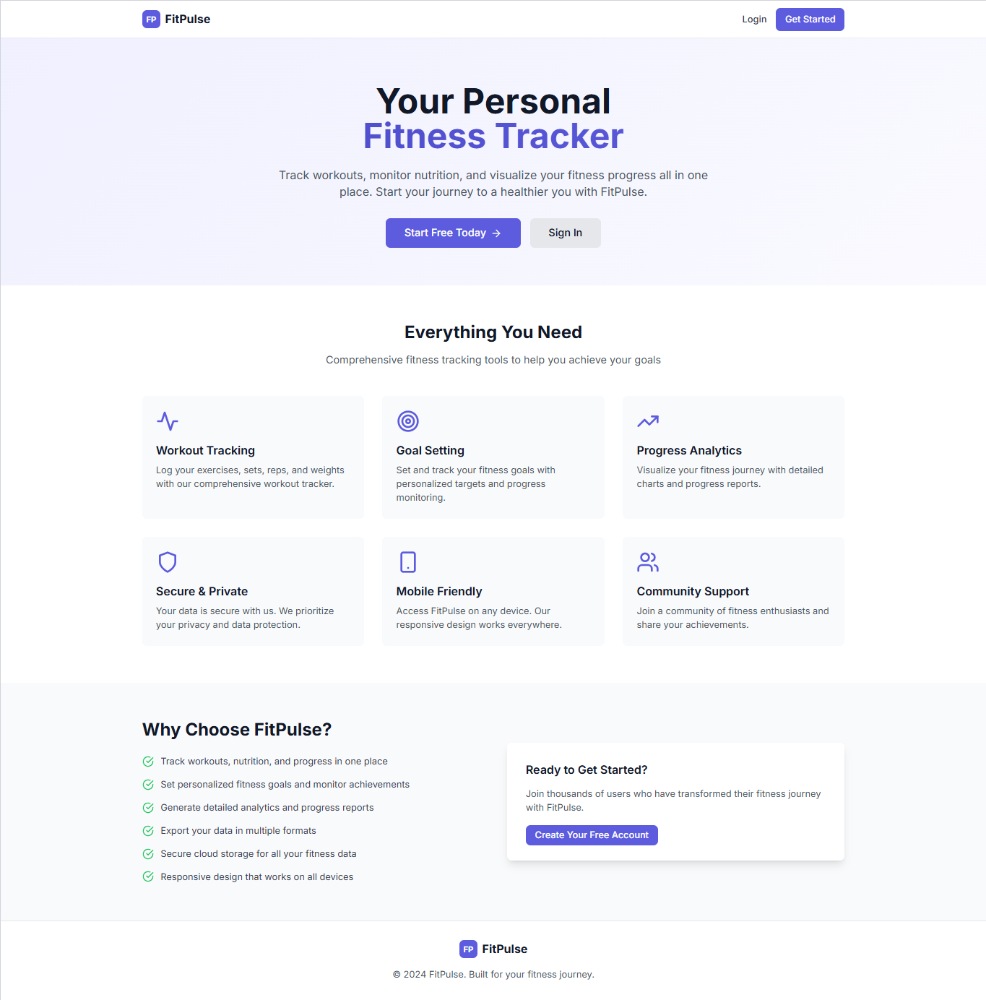 FP FitPulse
Login
Get Started
Your Personal
Fitness Tracker
Track workouts, monitor nutrition, and visualize your fitness progress all in one
place. Start your journey to a healthier you with FitPulse.
Start Free Today →
Sign In
Everything You Need
Comprehensive fitness tracking tools to help you achieve your goals
Workout Tracking
Log your exercises, sets, reps, and weights
with our comprehensive workout tracker.
Goal Setting
Set and track your fitness goals with
personalized targets and progress
monitoring.
Progress Analytics
Visualize your fitness journey with detailed
charts and progress reports.
Secure & Private
Your data is secure with us. We prioritize
your privacy and data protection.
Mobile Friendly
Access FitPulse on any device. Our
responsive design works everywhere.
Community Support
Join a community of fitness enthusiasts and
share your achievements.
Why Choose FitPulse?
Track workouts, nutrition, and progress in one place
Set personalized fitness goals and monitor achievements
Generate detailed analytics and progress reports
Export your data in multiple formats
Secure cloud storage for all your fitness data
Responsive design that works on all devices
Ready to Get Started?
Join thousands of users who have transformed their fitness journey
with FitPulse.
Create Your Free Account
FP FitPulse
© 2024 FitPulse. Built for your fitness journey.